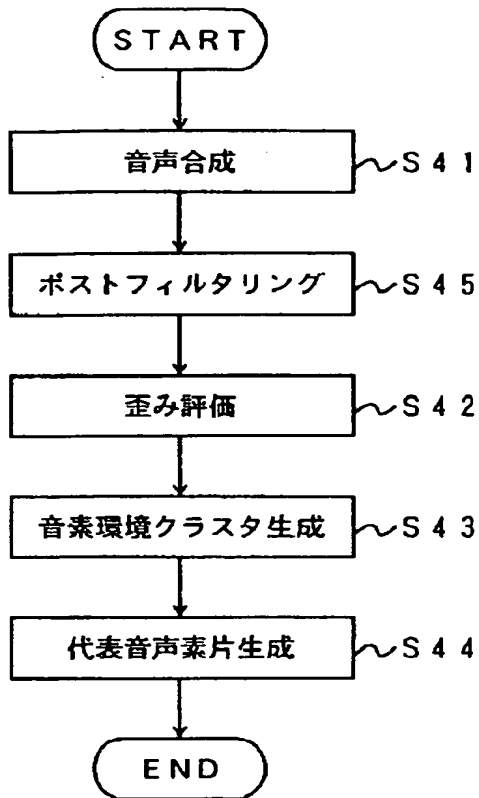 START
音声合成 S41
ポストフィルタリング S45
歪み評価 S42
音素環境クラスタ生成 S43
代表音声素片生成 S44
END